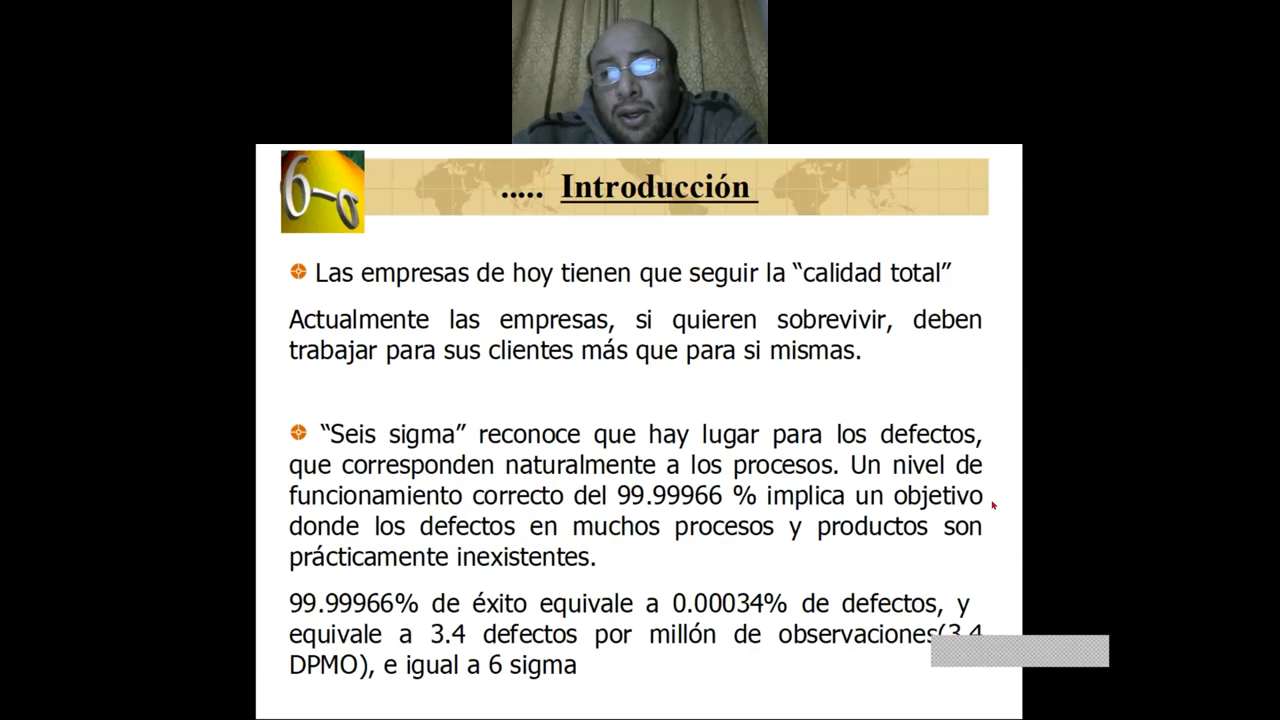 6-σ
..... Introducción
Las empresas de hoy tienen que seguir la “calidad total”
Actualmente las empresas, si quieren sobrevivir, deben
trabajar para sus clientes más que para si mismas.
“Seis sigma” reconoce que hay lugar para los defectos,
que corresponden naturalmente a los procesos. Un nivel de
funcionamiento correcto del 99.99966 % implica un objetivo
donde los defectos en muchos procesos y productos son
prácticamente inexistentes.
99.99966% de éxito equivale a 0.00034% de defectos, y
equivale a 3.4 defectos por millón de observaciones(3.4
DPMO), e igual a 6 sigma